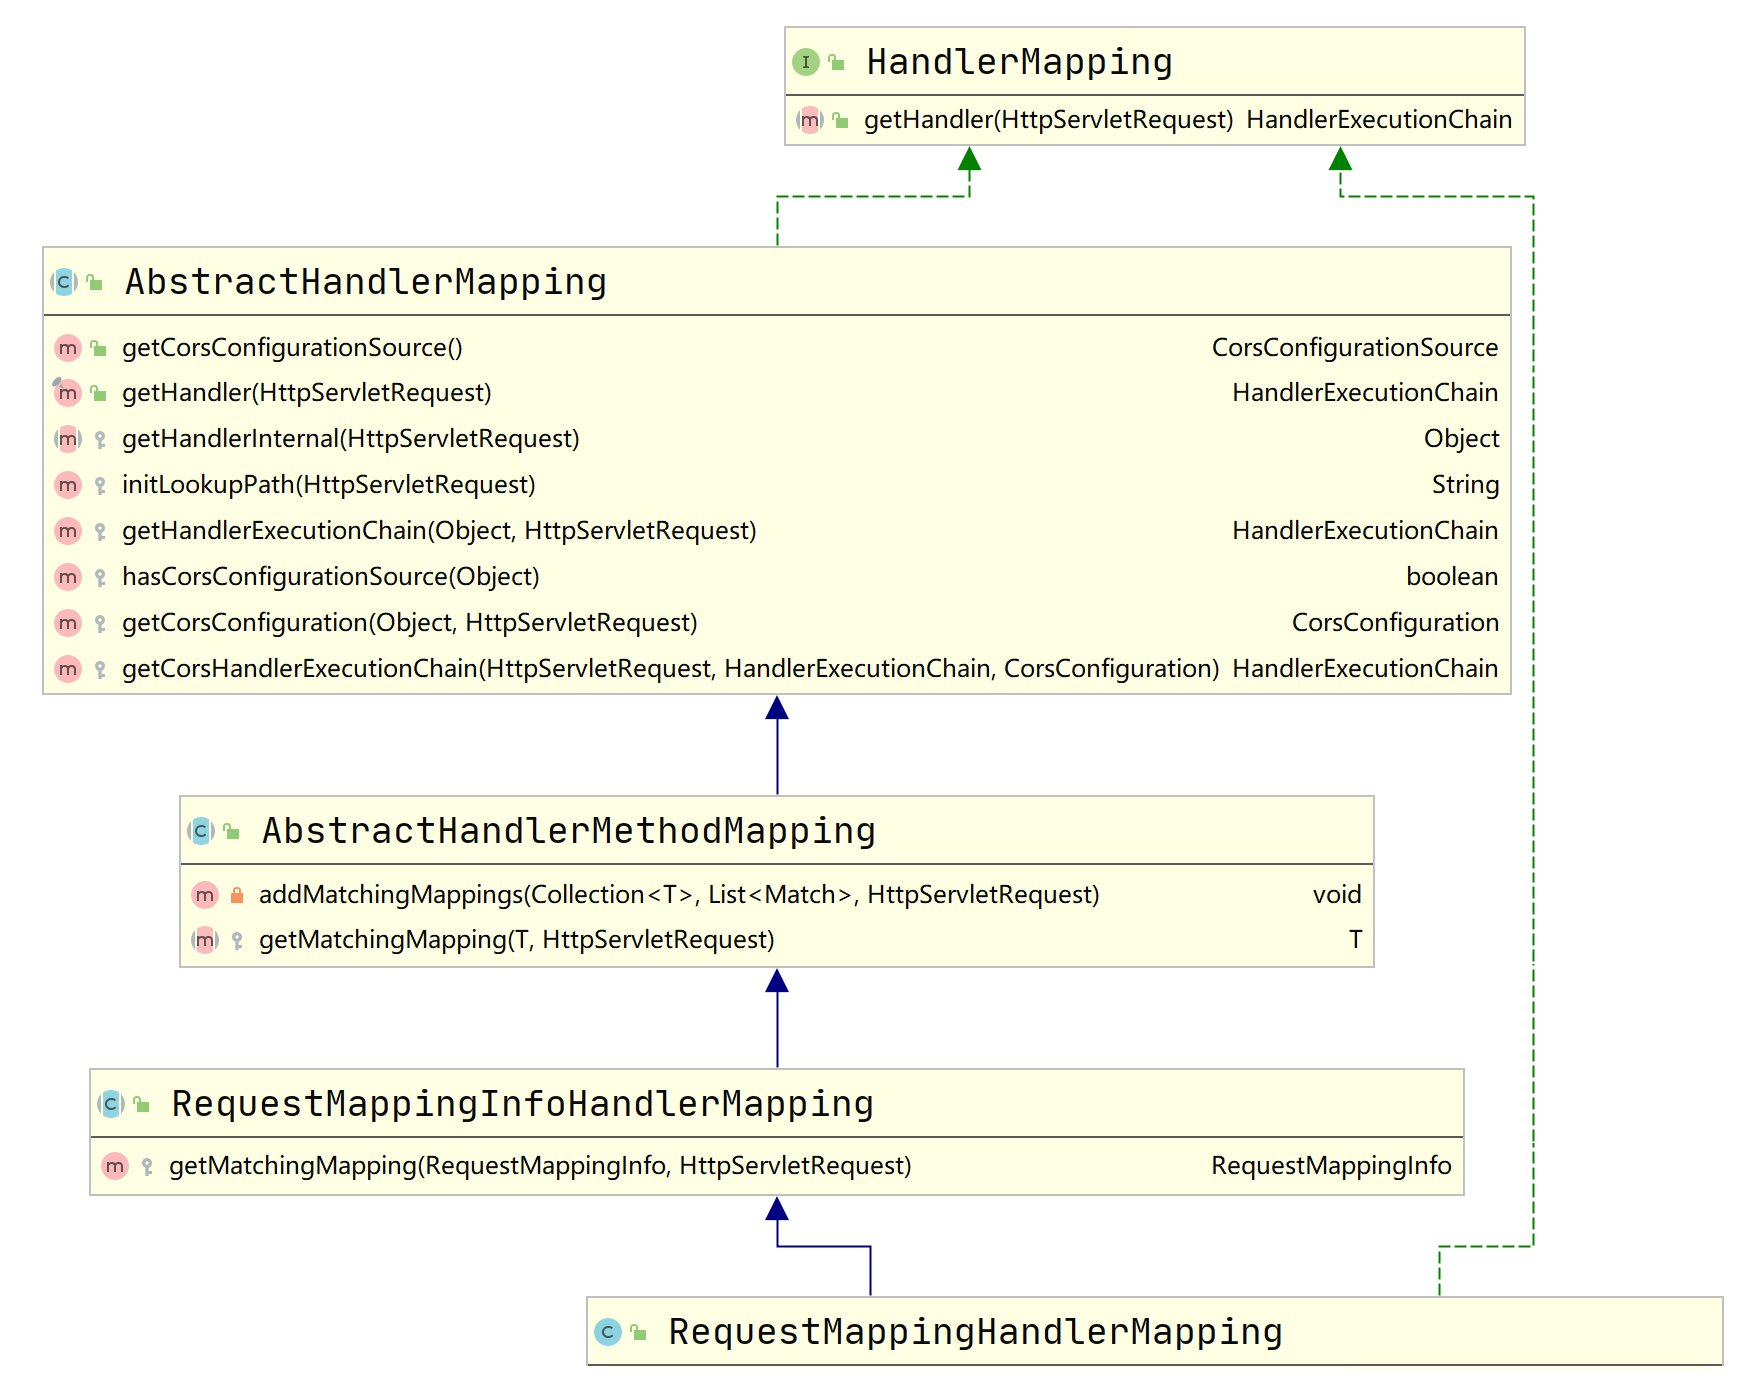 I HandlerMapping
m getHandler(HttpServletRequest) HandlerExecutionChain
C AbstractHandlerMapping
m getCorsConfigurationSource() CorsConfigurationSource
m getHandler(HttpServletRequest) HandlerExecutionChain
m getHandlerInternal(HttpServletRequest) Object
m initLookupPath(HttpServletRequest) String
m getHandlerExecutionChain(Object, HttpServletRequest) HandlerExecutionChain
m hasCorsConfigurationSource(Object) boolean
m getCorsConfiguration(Object, HttpServletRequest) CorsConfiguration
m getCorsHandlerExecutionChain(HttpServletRequest, HandlerExecutionChain, CorsConfiguration) HandlerExecutionChain
C AbstractHandlerMethodMapping
m addMatchingMappings(Collection<T>, List<Match>, HttpServletRequest) void
m getMatchingMapping(T, HttpServletRequest) T
C RequestMappingInfoHandlerMapping
m getMatchingMapping(RequestMappingInfo, HttpServletRequest) RequestMappingInfo
C RequestMappingHandlerMapping